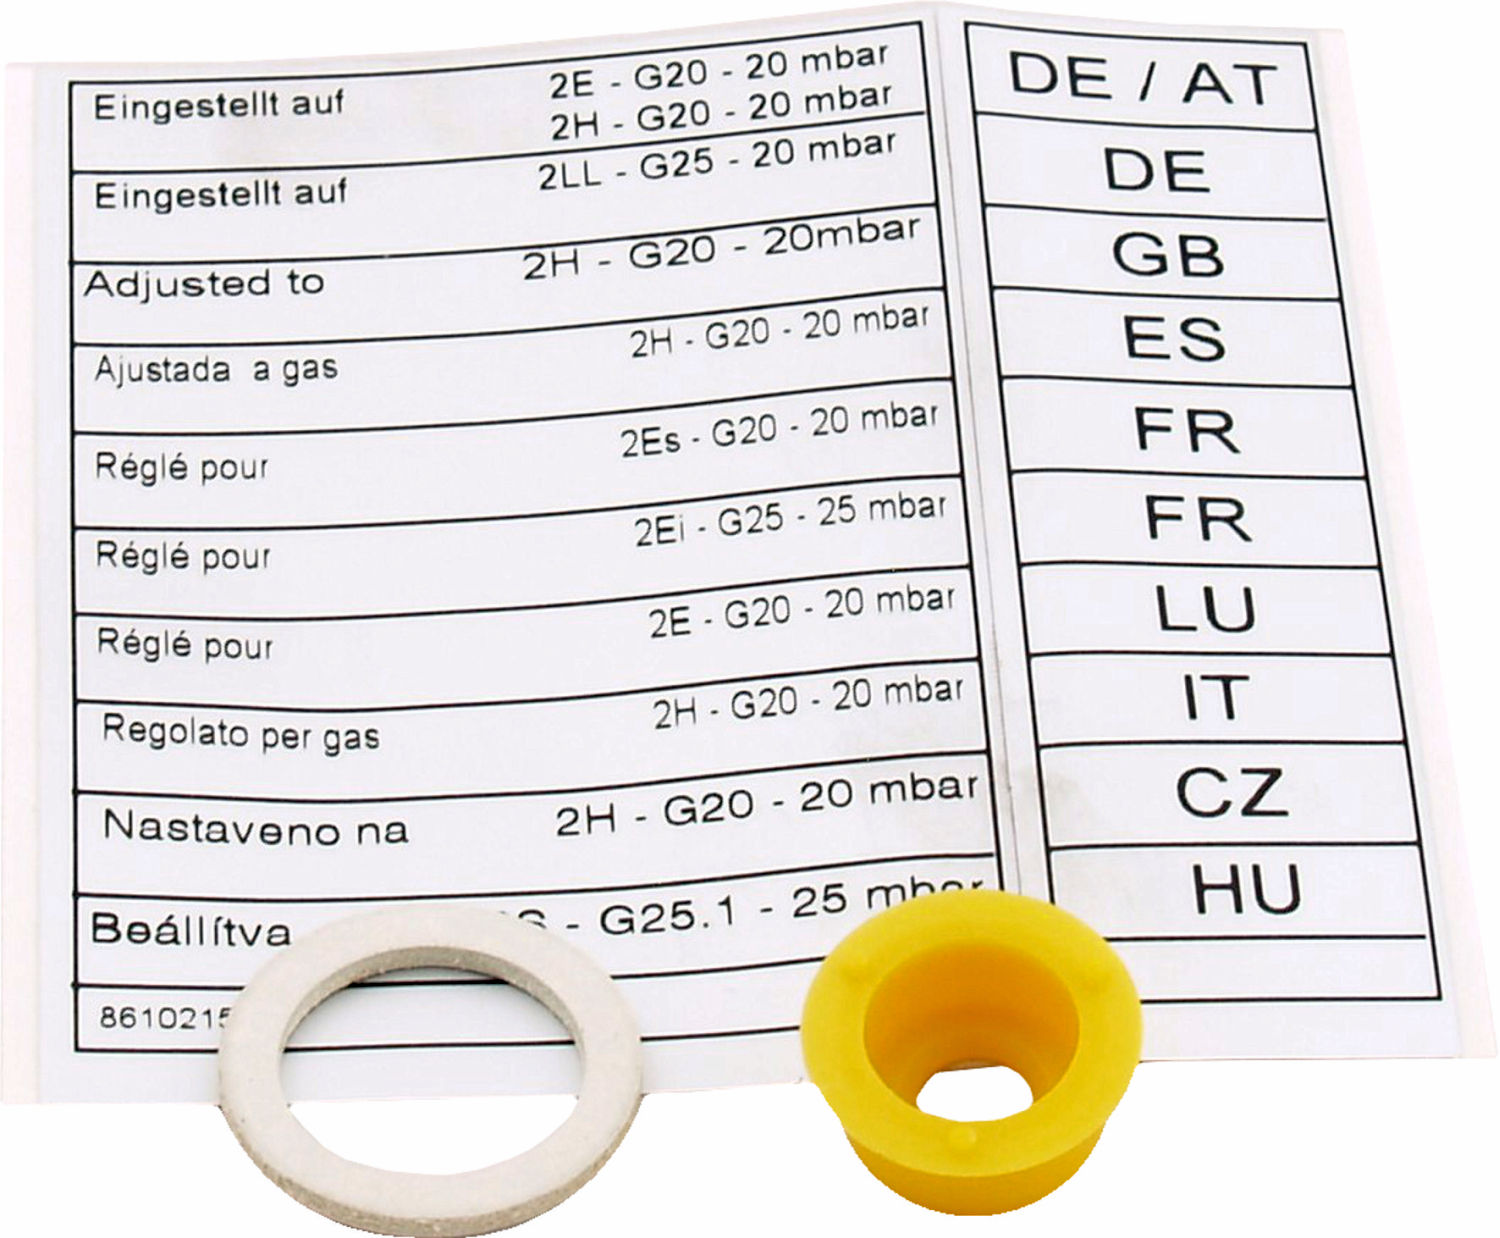 Eingestellt auf 2E - G20 - 20 mbar DE / AT
2H - G20 - 20 mbar
Eingestellt auf 2LL - G25 - 20 mbar DE
Adjusted to 2H - G20 - 20mbar GB
Ajustada a gas 2H - G20 - 20 mbar ES
Réglé pour 2Es - G20 - 20 mbar FR
Réglé pour 2Ei - G25 - 25 mbar FR
Réglé pour 2E - G20 - 20 mbar LU
Regolato per gas 2H - G20 - 20 mbar IT
Nastaveno na 2H - G20 - 20 mbar CZ
Beállítva - G25.1 - 25 mbar HU